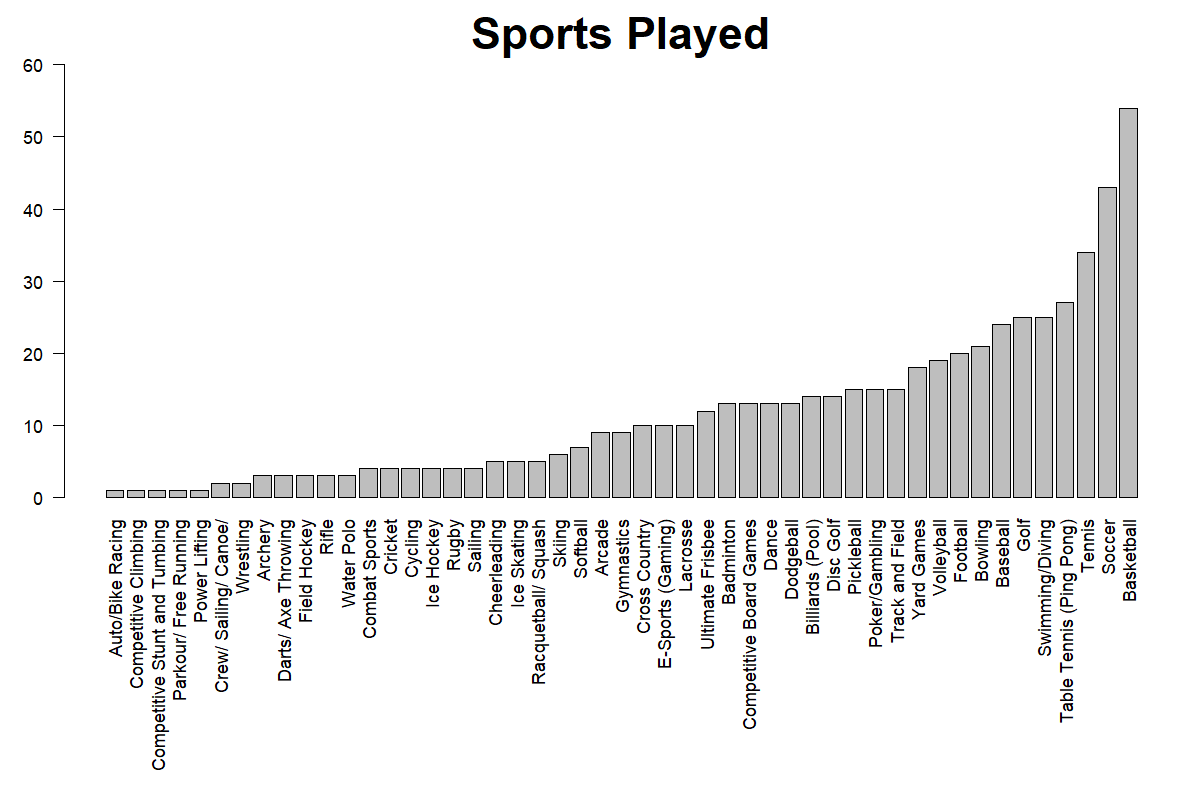 Sports Played
60
50
40
30
20
10
0
Auto/Bike Racing
Competitive Climbing
Competitive Stunt and Tumbing
Parkour/ Free Running
Power Lifting
Crew/ Sailing/ Canoe/
Wrestling
Archery
Darts/ Axe Throwing
Field Hockey
Rifle
Water Polo
Combat Sports
Cricket
Cycling
Ice Hockey
Rugby
Sailing
Cheerleading
Ice Skating
Racquetball/ Squash
Skiing
Softball
Arcade
Gymnastics
Cross Country
E-Sports (Gaming)
Lacrosse
Ultimate Frisbee
Badminton
Competitive Board Games
Dance
Dodgeball
Billiards (Pool)
Disc Golf
Pickleball
Poker/Gambling
Track and Field
Yard Games
Volleyball
Football
Bowling
Baseball
Golf
Swimming/Diving
Table Tennis (Ping Pong)
Tennis
Soccer
Basketball